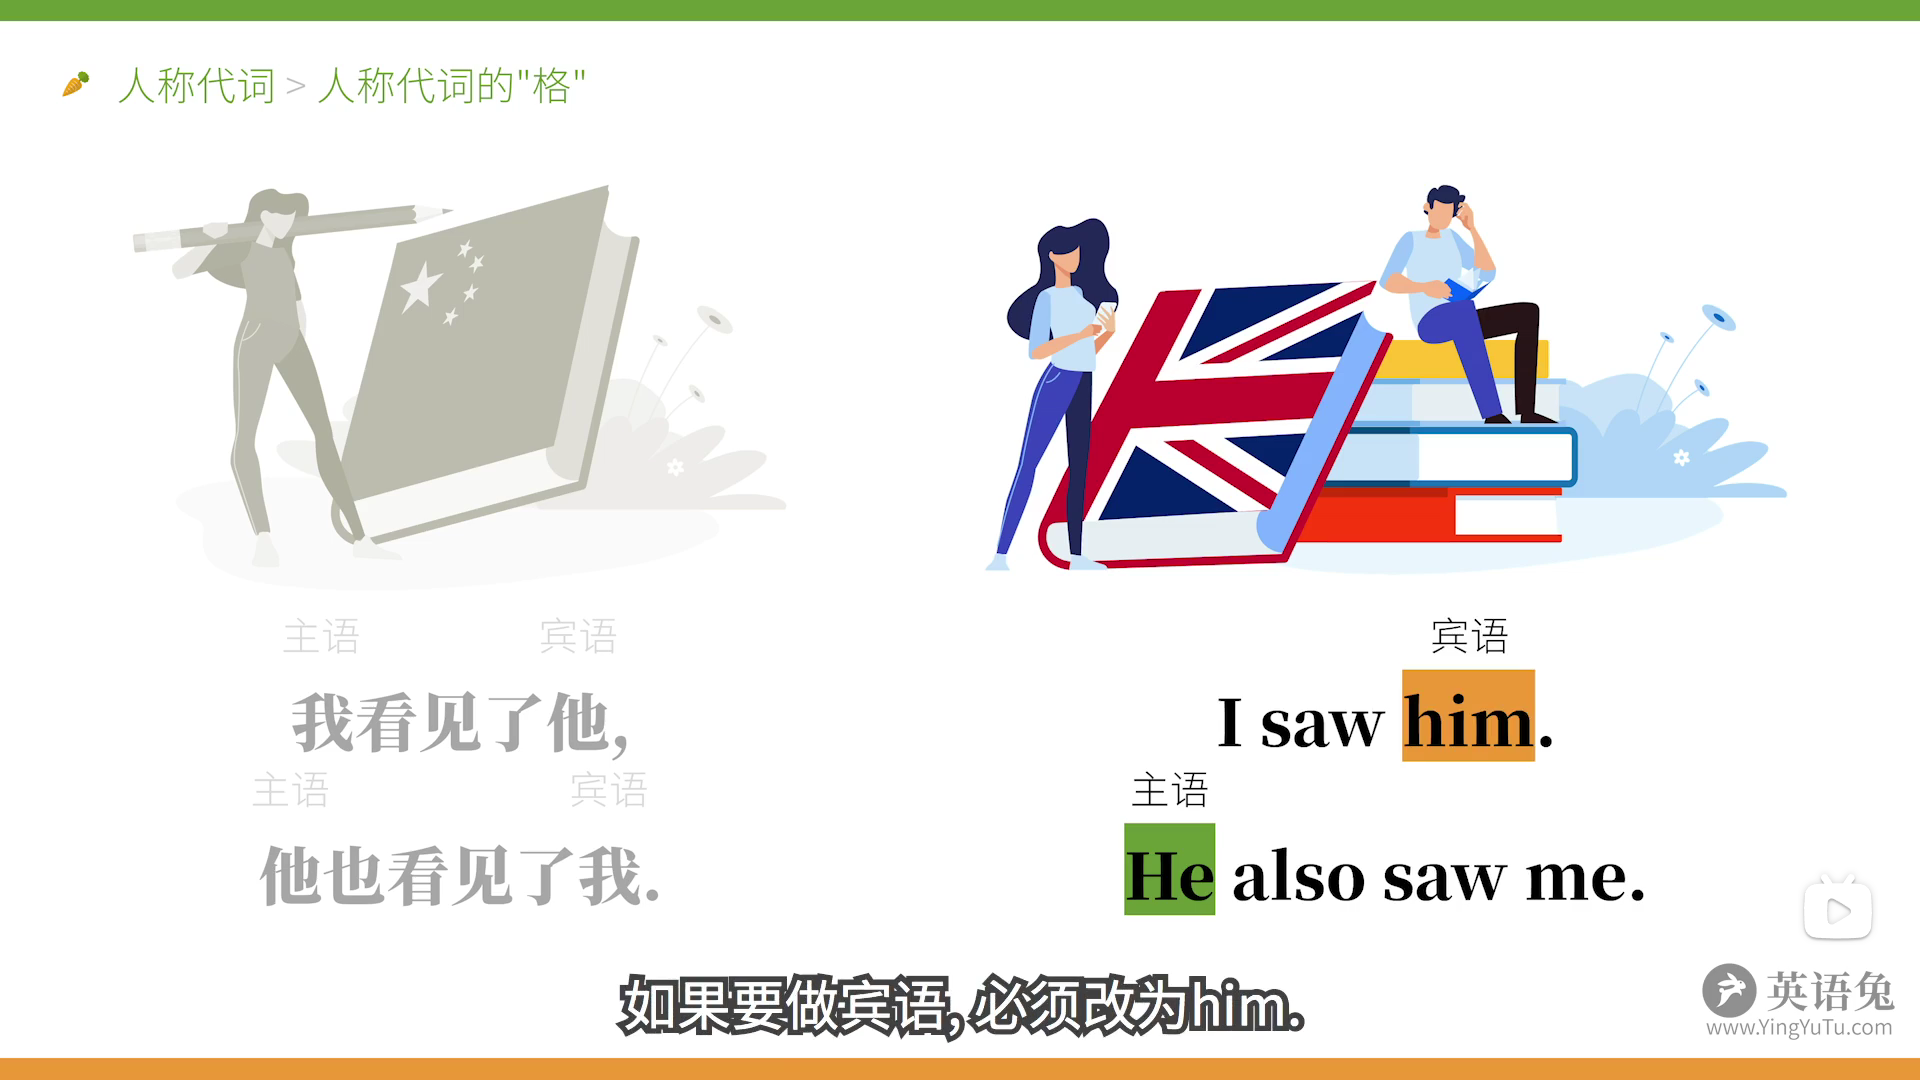 人称代词 > 人称代词的"格"
主语 宾语
我看见了他,
主语 宾语
他也看见了我.
宾语
I saw him.
主语
He also saw me.
如果要做宾语, 必须改为him.
英语兔
www.YingYuTu.com